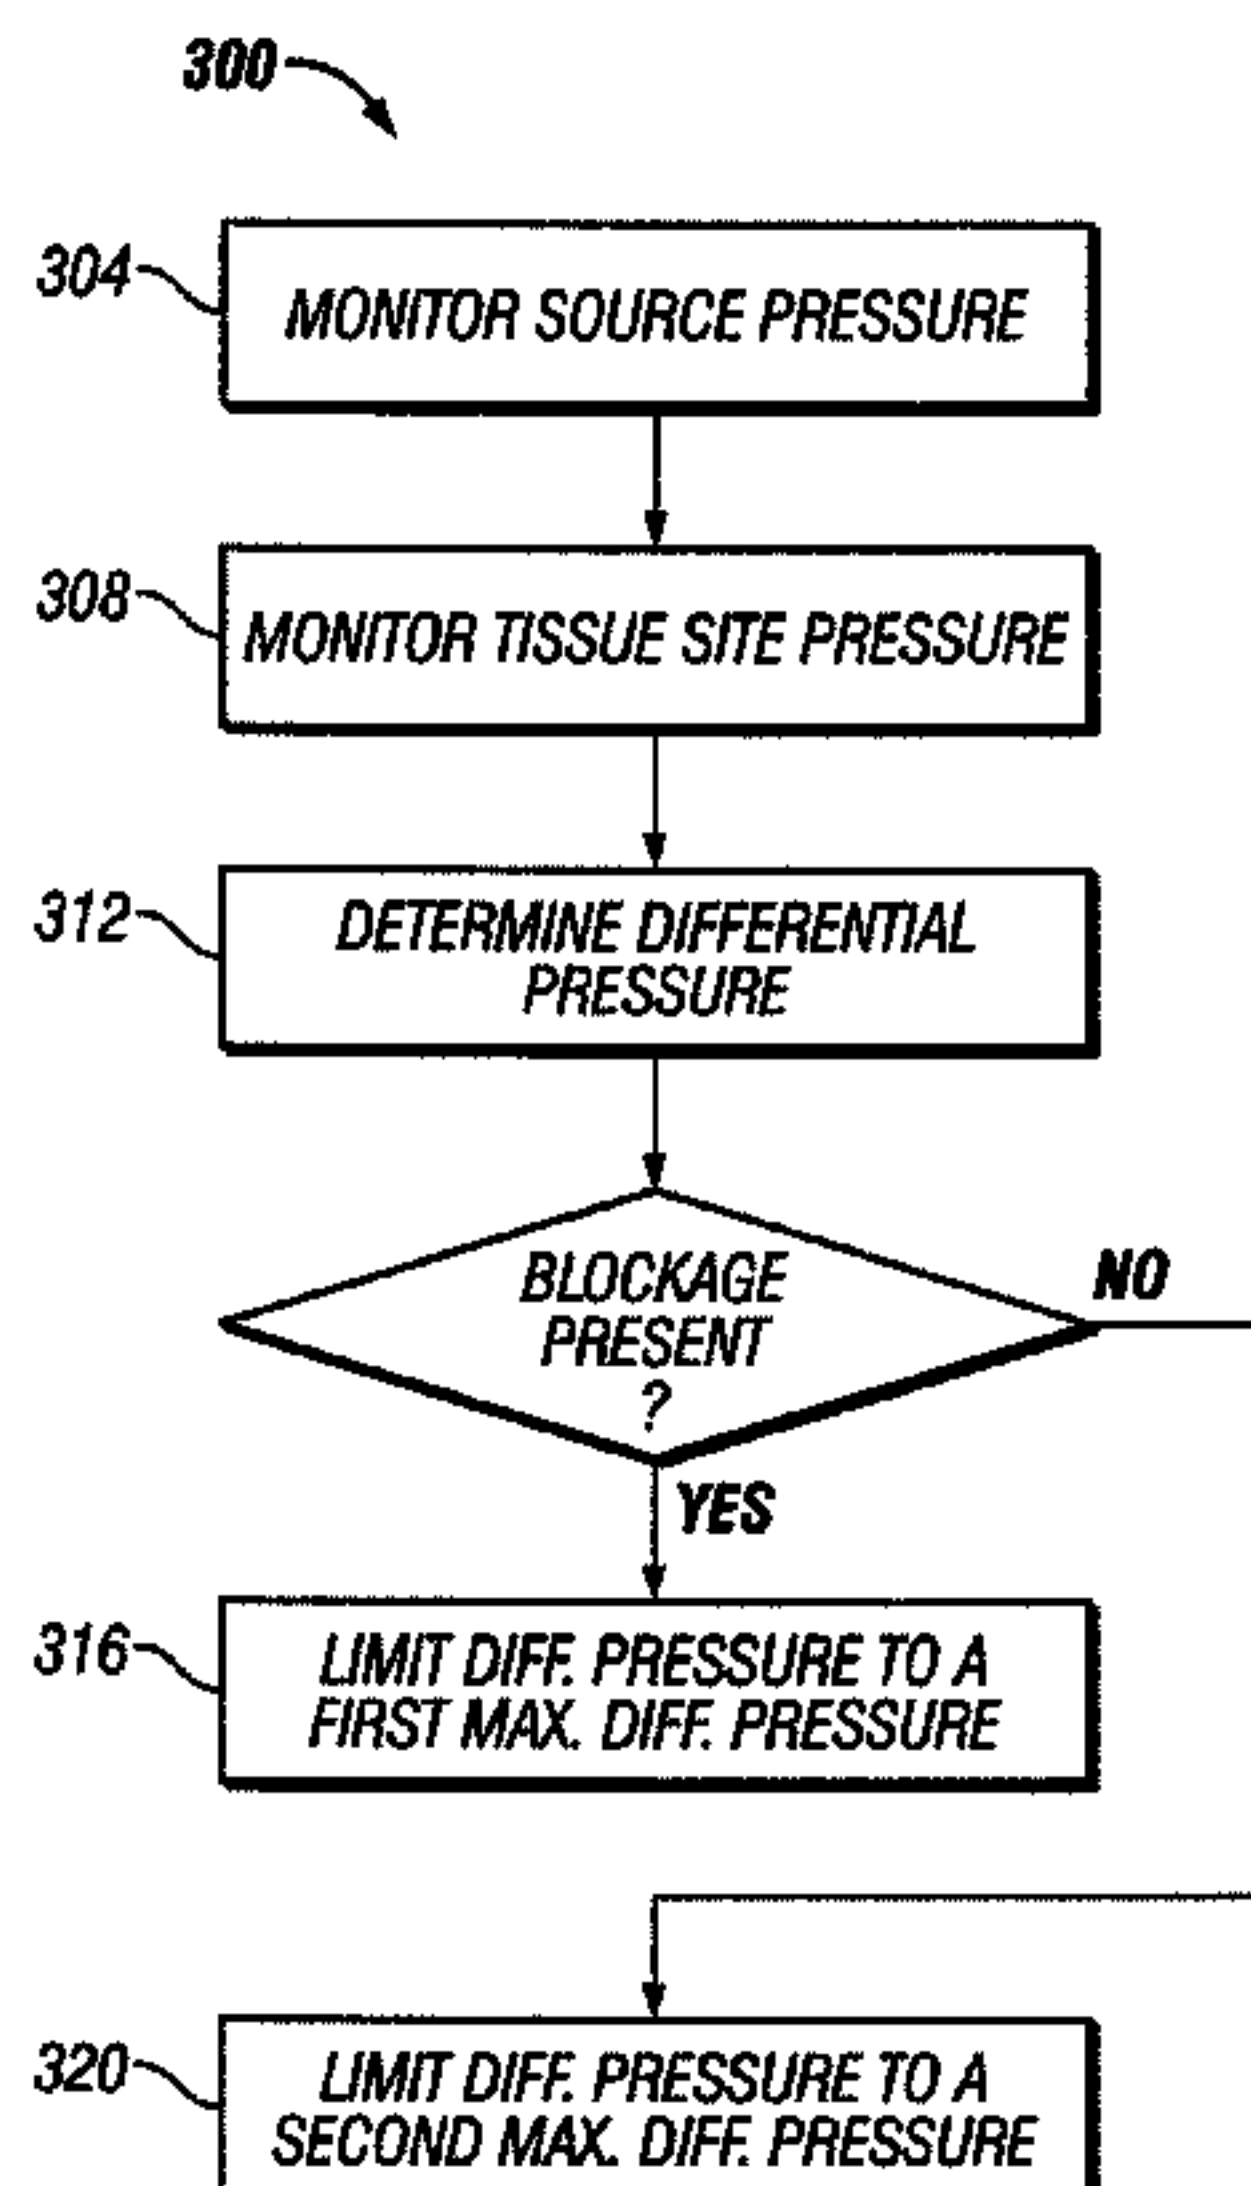 300
304
MONITOR SOURCE PRESSURE
308
MONITOR TISSUE SITE PRESSURE
312
DETERMINE DIFFERENTIAL
PRESSURE
BLOCKAGE
PRESENT
?
NO
YES
316
LIMIT DIFF. PRESSURE TO A
FIRST MAX. DIFF. PRESSURE
320
LIMIT DIFF. PRESSURE TO A
SECOND MAX. DIFF. PRESSURE